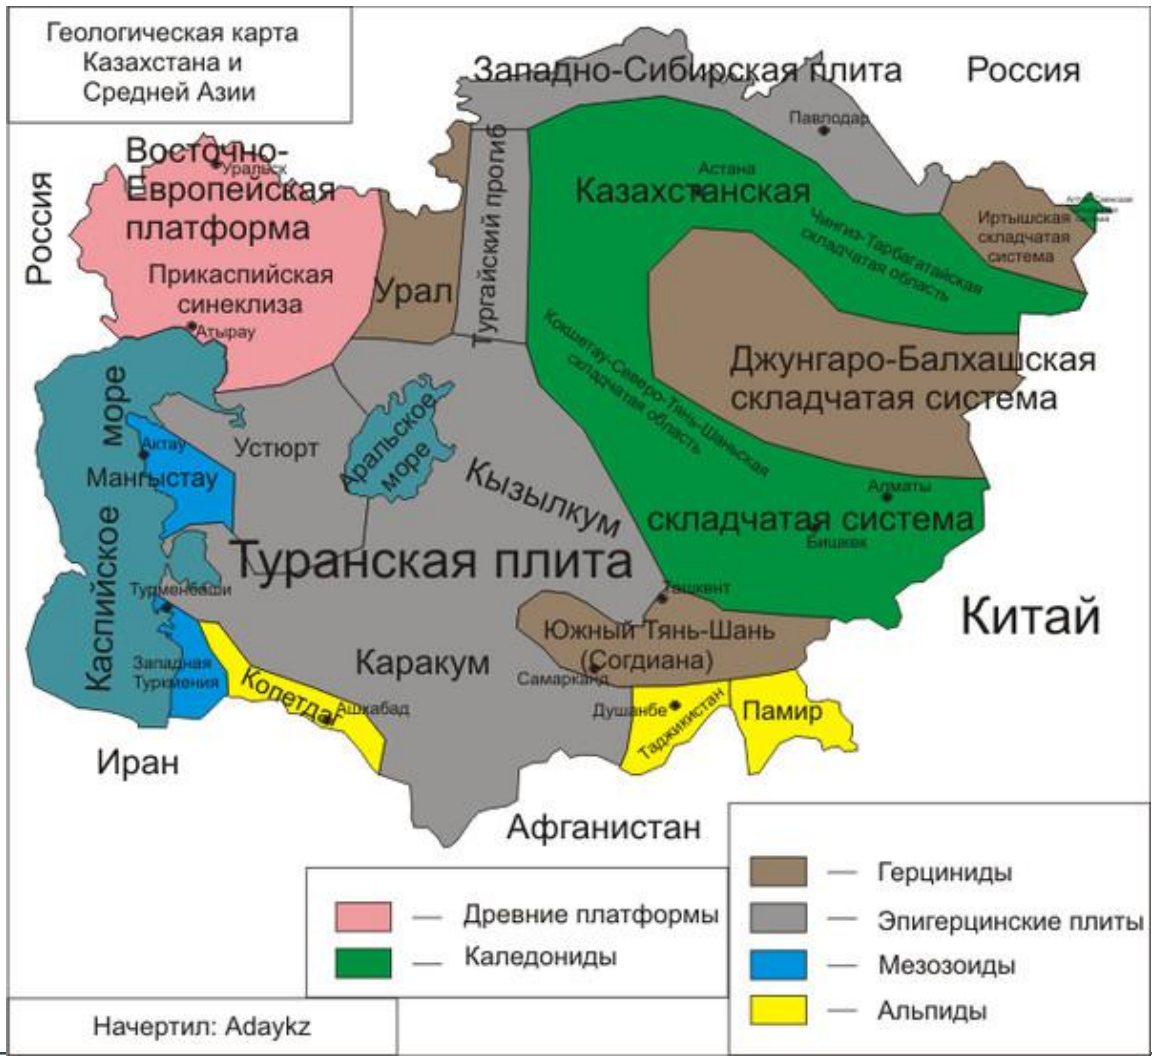 Геологическая карта
Казахстана и
Средней Азии
Западно-Сибирская плита
Россия
Павлодар
Восточно-
Европейская
платформа
Уральск
Россия
Прикаспийская
синеклиза
Атырау
Урал
Тургайский прогиб
Астана
Казахстанская
складчатая система
Чингиз-Тарбагатайская
складчатая область
Иртышская
складчатая
система
Кокшетау-Северо-Тянь-Шаньская
складчатая область
Джунгаро-Балхашская
складчатая система
Алматы
Бишкек
Каспийское море
Актау
Мангыстау
Устюрт
Аральское
море
Кызылкум
Туранская плита
Турменбаши
Ташкент
Китай
Южный Тянь-Шань
(Согдиана)
Самарканд
Каракум
Западная
Туркмения
Копетдаг
Ашхабад
Душанбе
Таджикистан
Памир
Иран
Афганистан
Древние платформы
Каледониды
Герциниды
Эпигерцинские плиты
Мезозоиды
Альпиды
Начертил: Adaykz